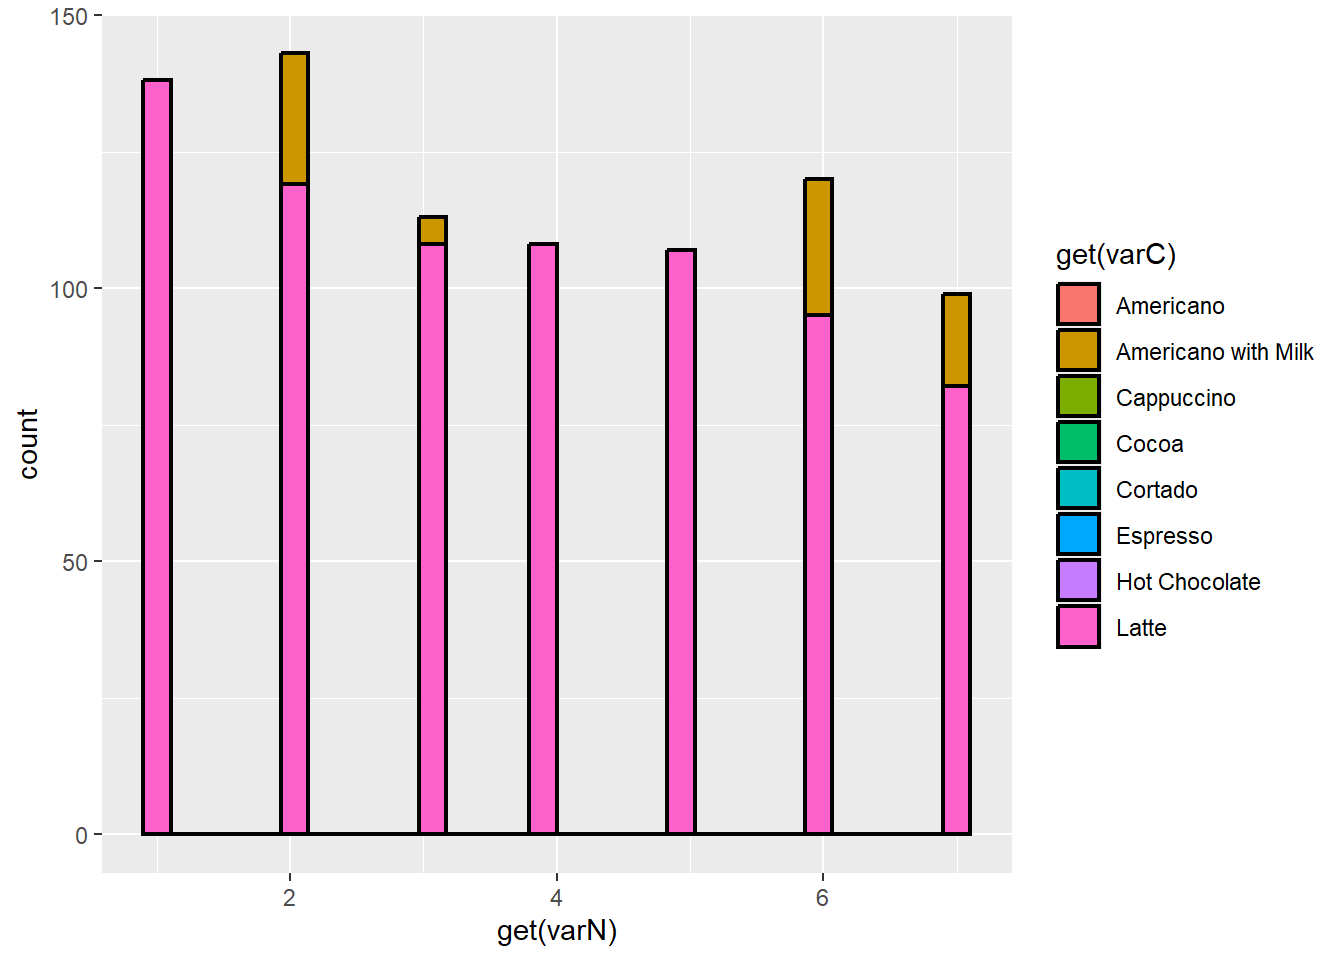 150
100
50
0
count
2
4
6
get(varN)
get(varC)
Americano
Americano with Milk
Cappuccino
Cocoa
Cortado
Espresso
Hot Chocolate
Latte